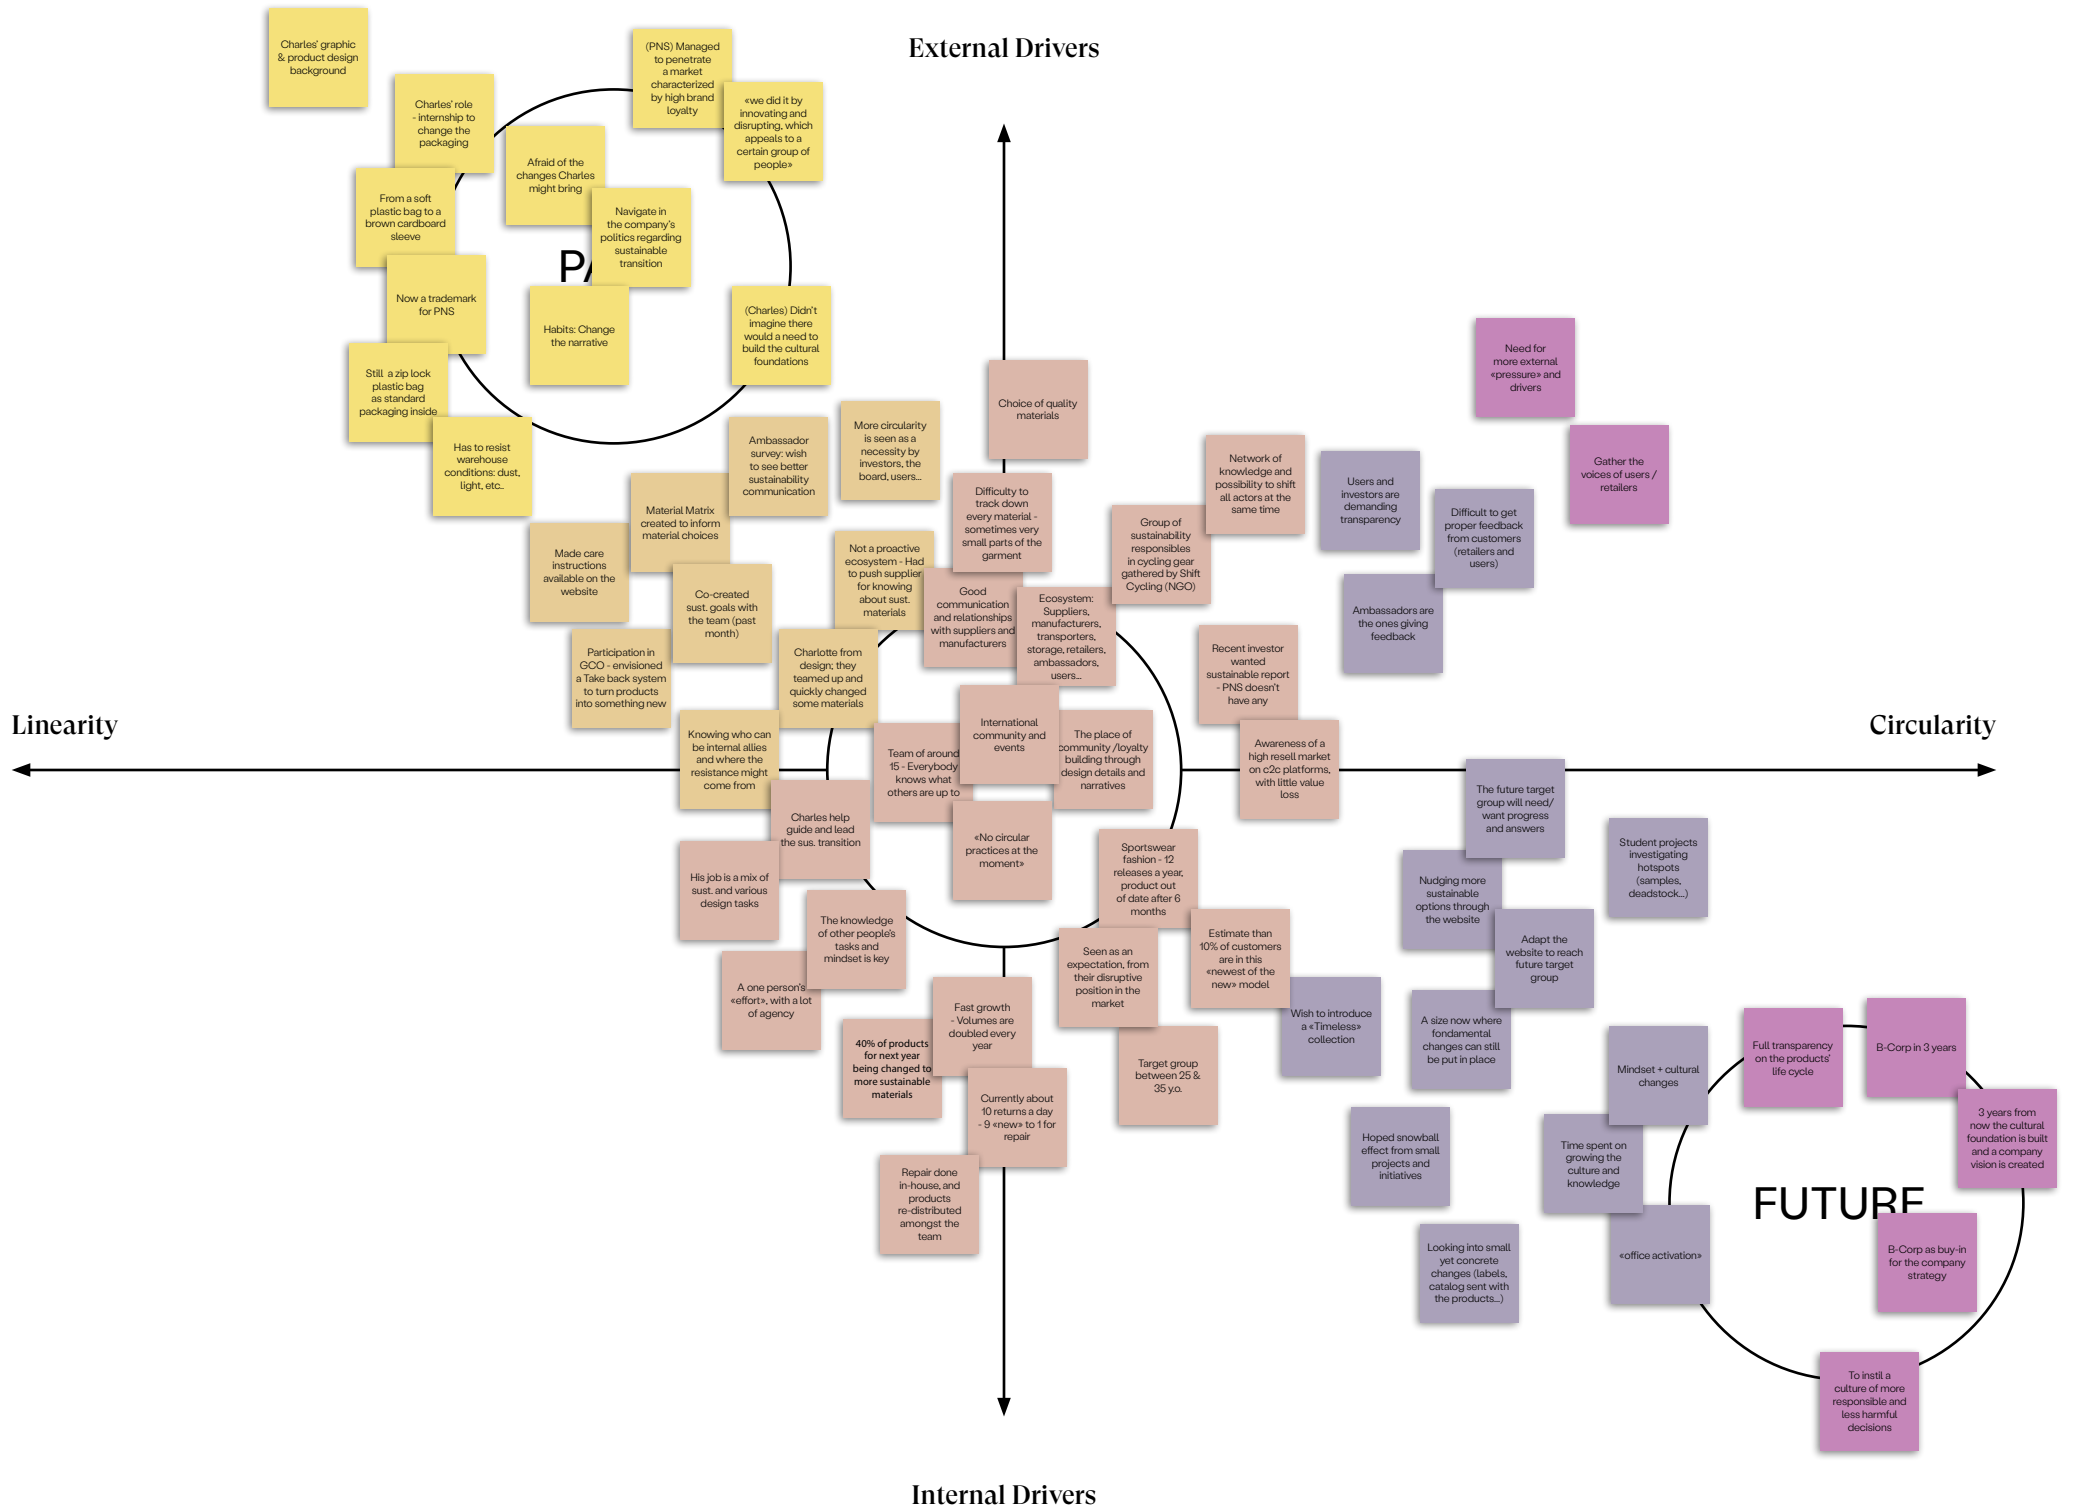 External Drivers
Linearity
Circularity
Internal Drivers
Charles' graphic
& product design
background
Charles' role
- internship to
change the
packaging
(PNS) Managed
to penetrate
a market
characterized
by high brand
loyalty
«we did it by
innovating and
disrupting, which
appeals to a
certain group of
people»
Afraid of the
changes Charles
might bring
From a soft
plastic bag to a
brown cardboard
sleeve
Navigate in
the company's
politics regarding
sustainable
transition
PA
Now a trademark
for PNS
Habits: Change
the narrative
(Charles) Didn't
imagine there
would a need to
build the cultural
foundations
Still a zip lock
plastic bag
as standard
packaging inside
Has to resist
warehouse
conditions: dust,
light, etc..
Ambassador
survey: wish
to see better
sustainability
communication
More circularity
is seen as a
necessity by
investors, the
board, users...
Material Matrix
created to inform
material choices
Made care
instructions
available on the
website
Not a proactive
ecosystem - Had
to push supplier
for knowing
about sust.
materials
Co-created
sust. goals with
the team (past
month)
Participation in
GCO - envisioned
a Take back system
to turn products
into something new
Charlotte from
design; they
teamed up and
quickly changed
some materials
Knowing who can
be internal allies
and where the
resistance might
come from
Choice of quality
materials
Difficulty to
track down
every material -
sometimes very
small parts of the
garment
Good
communication
and relationships
with suppliers and
manufacturers
Ecosystem:
Suppliers,
manufacturers,
transporters,
storage, retailers,
ambassadors,
users...
Group of
sustainability
responsibles
in cycling gear
gathered by Shift
Cycling (NGO)
Network of
knowledge and
possibility to shift
all actors at the
same time
Recent investor
wanted
sustainable report
- PNS doesn't
have any
Awareness of a
high resell market
on c2c platforms,
with little value
loss
International
community and
events
Team of around
15 - Everybody
knows what
others are up to
The place of
community /loyalty
building through
design details and
narratives
«No circular
practices at the
moment»
Charles help
guide and lead
the sus. transition
His job is a mix of
sust. and various
design tasks
The knowledge
of other people's
tasks and
mindset is key
A one person's
«effort», with a lot
of agency
Sportswear
fashion - 12
releases a year,
product out
of date after 6
months
Seen as an
expectation, from
their disruptive
position in the
market
Estimate than
10% of customers
are in this
«newest of the
new» model
Target group
between 25 &
35 y.o.
Fast growth
- Volumes are
doubled every
year
40% of products
for next year
being changed to
more sustainable
materials
Currently about
10 returns a day
- 9 «new» to 1 for
repair
Repair done
in-house, and
products
re-distributed
amongst the
team
Users and
investors are
demanding
transparency
Difficult to get
proper feedback
from customers
(retailers and
users)
Ambassadors are
the ones giving
feedback
The future target
group will need/
want progress
and answers
Nudging more
sustainable
options through
the website
Student projects
investigating
hotspots
(samples,
deadstock...)
Adapt the
website to reach
future target
group
Wish to introduce
a «Timeless»
collection
A size now where
fondamental
changes can still
be put in place
Mindset + cultural
changes
Time spent on
growing the
culture and
knowledge
Hoped snowball
effect from small
projects and
initiatives
Looking into small
yet concrete
changes (labels,
catalog sent with
the products...)
«office activation»
Need for
more external
«pressure» and
drivers
Gather the
voices of users /
retailers
Full transparency
on the products'
life cycle
B-Corp in 3 years
3 years from
now the cultural
foundation is built
and a company
vision is created
FUTURE
B-Corp as buy-in
for the company
strategy
To instil a
culture of more
responsible and
less harmful
decisions